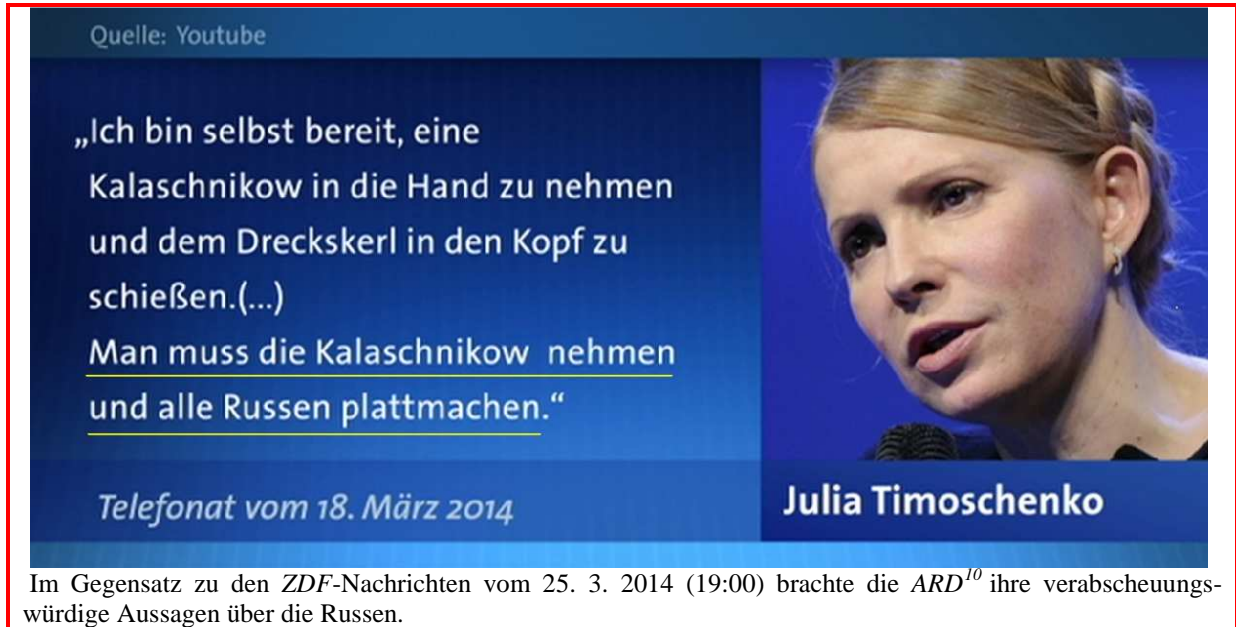 Quelle: Youtube
„Ich bin selbst bereit, eine
Kalaschnikow in die Hand zu nehmen
und dem Dreckskerl in den Kopf zu
schießen.(...)
Man muss die Kalaschnikow nehmen
und alle Russen plattmachen.“
Telefonat vom 18. März 2014
Julia Timoschenko
Im Gegensatz zu den ZDF-Nachrichten vom 25. 3. 2014 (19:00) brachte die ARD10 ihre verabscheuungs-
würdige Aussagen über die Russen.